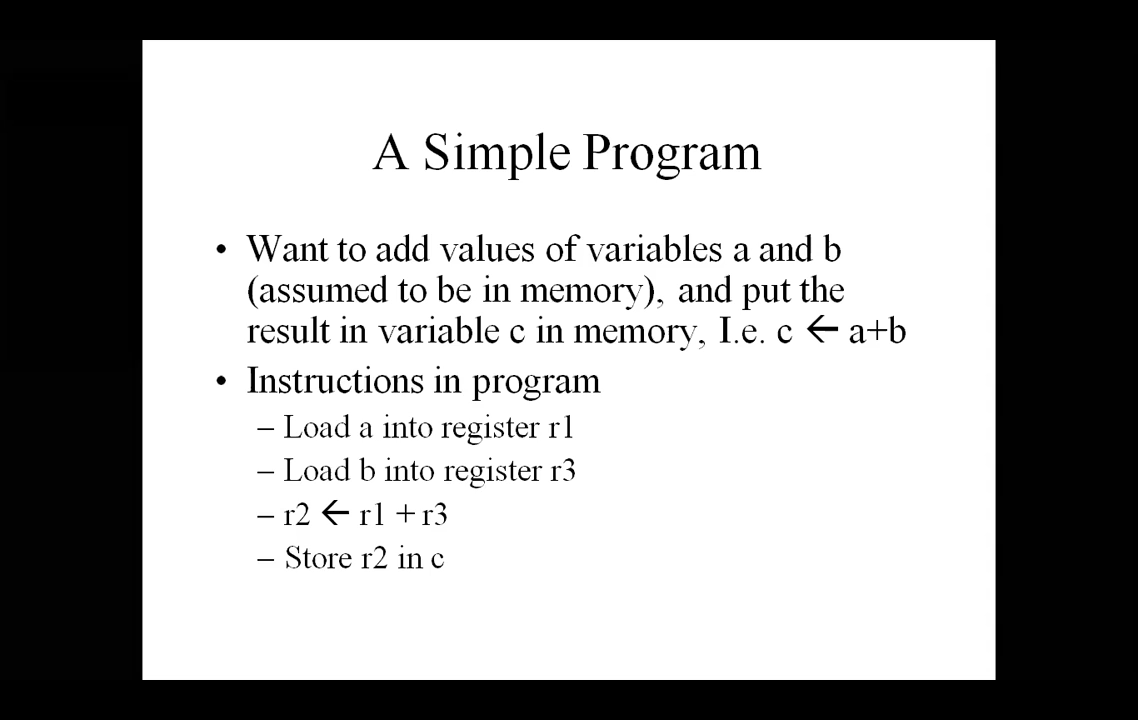 A Simple Program
• Want to add values of variables a and b
(assumed to be in memory), and put the
result in variable c in memory, I.e. c ← a+b
• Instructions in program
– Load a into register r1
– Load b into register r3
– r2 ← r1 + r3
– Store r2 in c